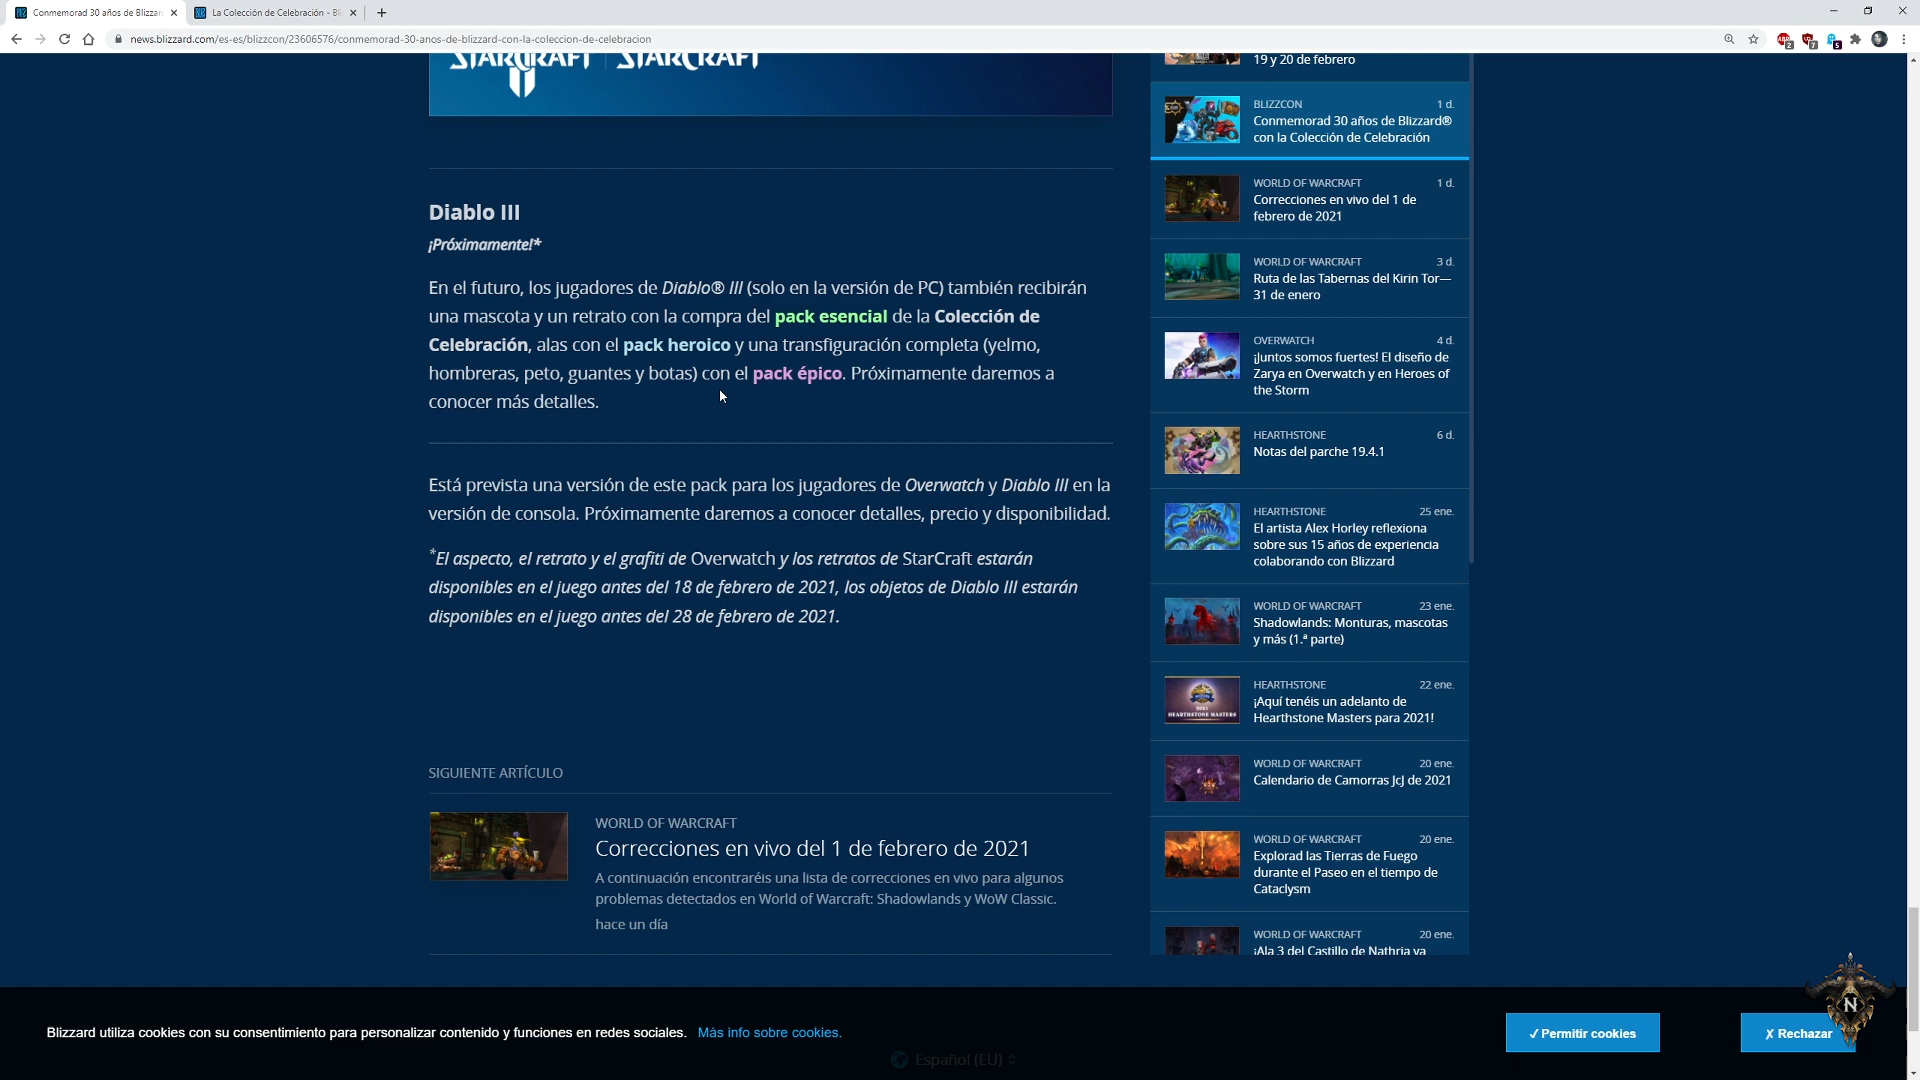 Conmemorad 30 años de Blizzar
La Colección de Celebración - Bl
news.blizzard.com/es-es/blizzcon/23606576/conmemorad-30-anos-de-blizzard-con-la-coleccion-de-celebracion
2
7
5
STARCRAFT | STARCRAFT
II
Diablo III
¡Próximamente!*
En el futuro, los jugadores de Diablo® III (solo en la versión de PC) también recibirán
una mascota y un retrato con la compra del pack esencial de la Colección de
Celebración, alas con el pack heroico y una transfiguración completa (yelmo,
hombreras, peto, guantes y botas) con el pack épico. Próximamente daremos a
conocer más detalles.
Está prevista una versión de este pack para los jugadores de Overwatch y Diablo III en la
versión de consola. Próximamente daremos a conocer detalles, precio y disponibilidad.
*El aspecto, el retrato y el grafiti de Overwatch y los retratos de StarCraft estarán
disponibles en el juego antes del 18 de febrero de 2021, los objetos de Diablo III estarán
disponibles en el juego antes del 28 de febrero de 2021.
SIGUIENTE ARTÍCULO
WORLD OF WARCRAFT
Correcciones en vivo del 1 de febrero de 2021
A continuación encontraréis una lista de correcciones en vivo para algunos
problemas detectados en World of Warcraft: Shadowlands y WoW Classic.
hace un día
19 y 20 de febrero
BLIZZCON 1 d.
Conmemorad 30 años de Blizzard®
con la Colección de Celebración
WORLD OF WARCRAFT 1 d.
Correcciones en vivo del 1 de
febrero de 2021
WORLD OF WARCRAFT 3 d.
Ruta de las Tabernas del Kirin Tor—
31 de enero
OVERWATCH 4 d.
¡Juntos somos fuertes! El diseño de
Zarya en Overwatch y en Heroes of
the Storm
HEARTHSTONE 6 d.
Notas del parche 19.4.1
HEARTHSTONE 25 ene.
El artista Alex Horley reflexiona
sobre sus 15 años de experiencia
colaborando con Blizzard
WORLD OF WARCRAFT 23 ene.
Shadowlands: Monturas, mascotas
y más (1.ª parte)
HEARTHSTONE MASTERS
HEARTHSTONE 22 ene.
¡Aquí tenéis un adelanto de
Hearthstone Masters para 2021!
WORLD OF WARCRAFT 20 ene.
Calendario de Camorras JcJ de 2021
WORLD OF WARCRAFT 20 ene.
Explorad las Tierras de Fuego
durante el Paseo en el tiempo de
Cataclysm
WORLD OF WARCRAFT 20 ene.
¡Ala 3 del Castillo de Nathria ya
Blizzard utiliza cookies con su consentimiento para personalizar contenido y funciones en redes sociales. Más info sobre cookies.
✓ Permitir cookies
✗ Rechazar
N
Español (EU)